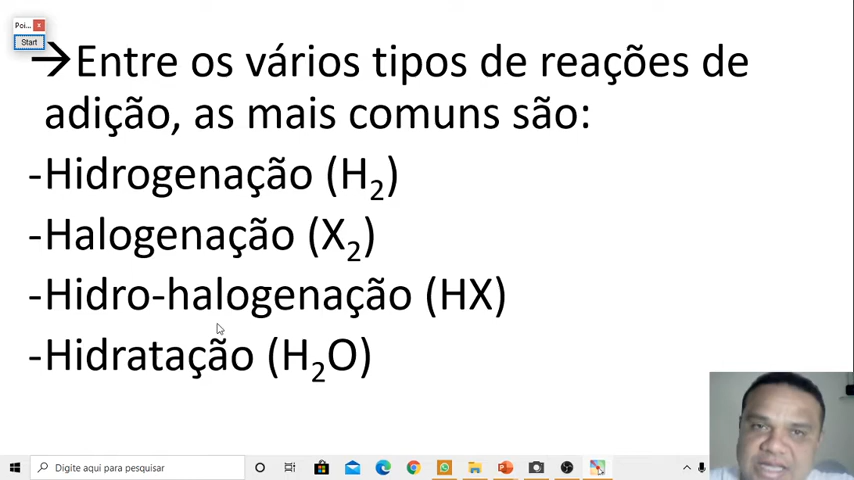 Poi... x
Start
→Entre os vários tipos de reações de
adição, as mais comuns são:
-Hidrogenação (H₂)
-Halogenação (X₂)
-Hidro-halogenação (HX)
-Hidratação (H₂O)
Digite aqui para pesquisar